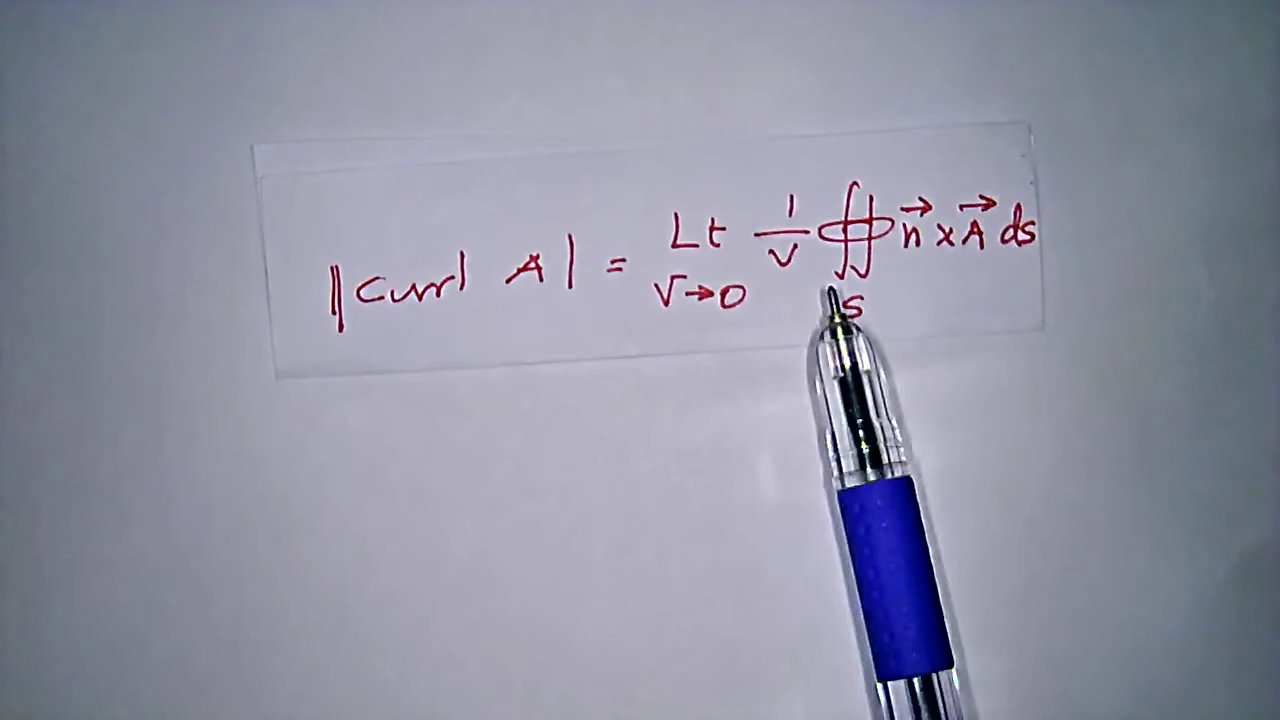 |Curl A| = Lt V→0 1/V ∯S n⃗ × A⃗ ds